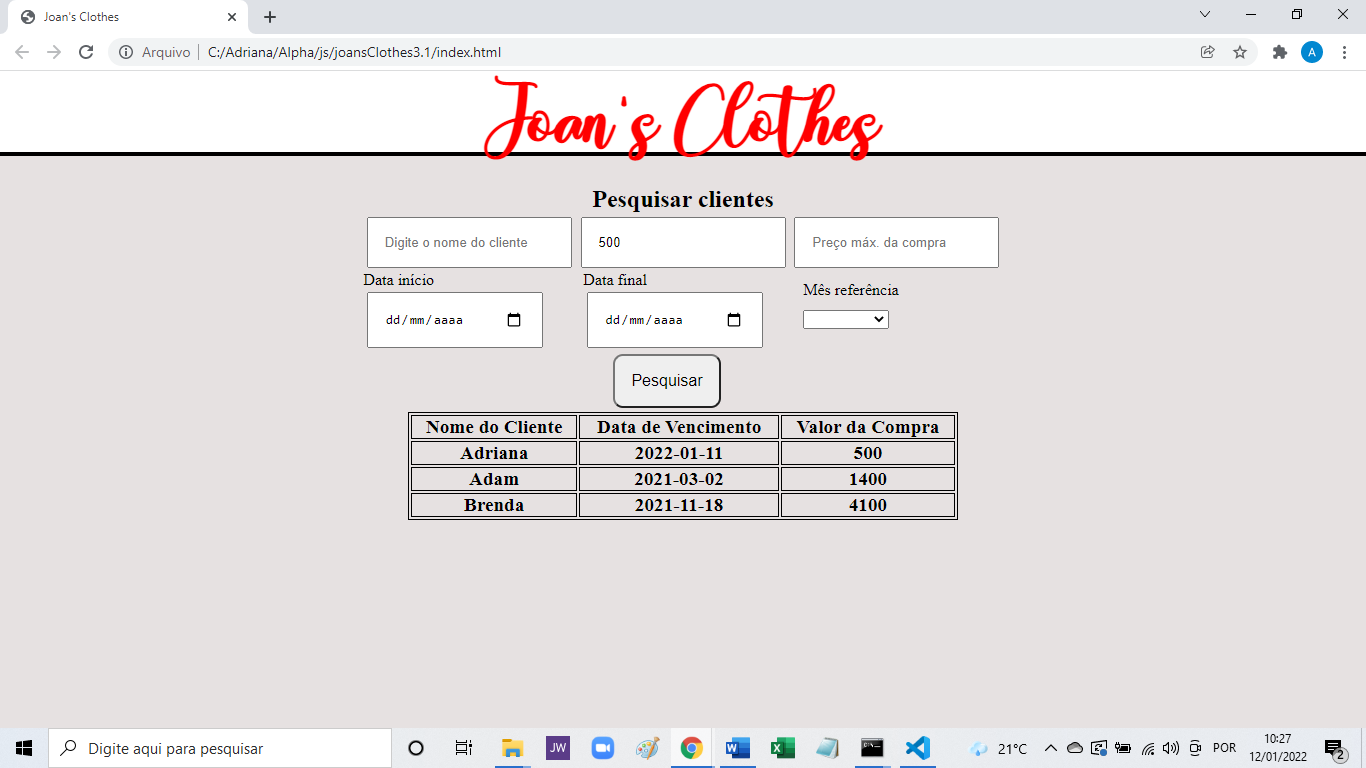 Joan's Clothes
Arquivo C:/Adriana/Alpha/js/joansClothes3.1/index.html
A
Joan's Clothes
Pesquisar clientes
Digite o nome do cliente 500 Preço máx. da compra
Data início Data final Mês referência
dd/mm/aaaa dd/mm/aaaa
Pesquisar
Nome do Cliente Data de Vencimento Valor da Compra
Adriana 2022-01-11 500
Adam 2021-03-02 1400
Brenda 2021-11-18 4100
Digite aqui para pesquisar JW 21°C POR 10:27
12/01/2022 2